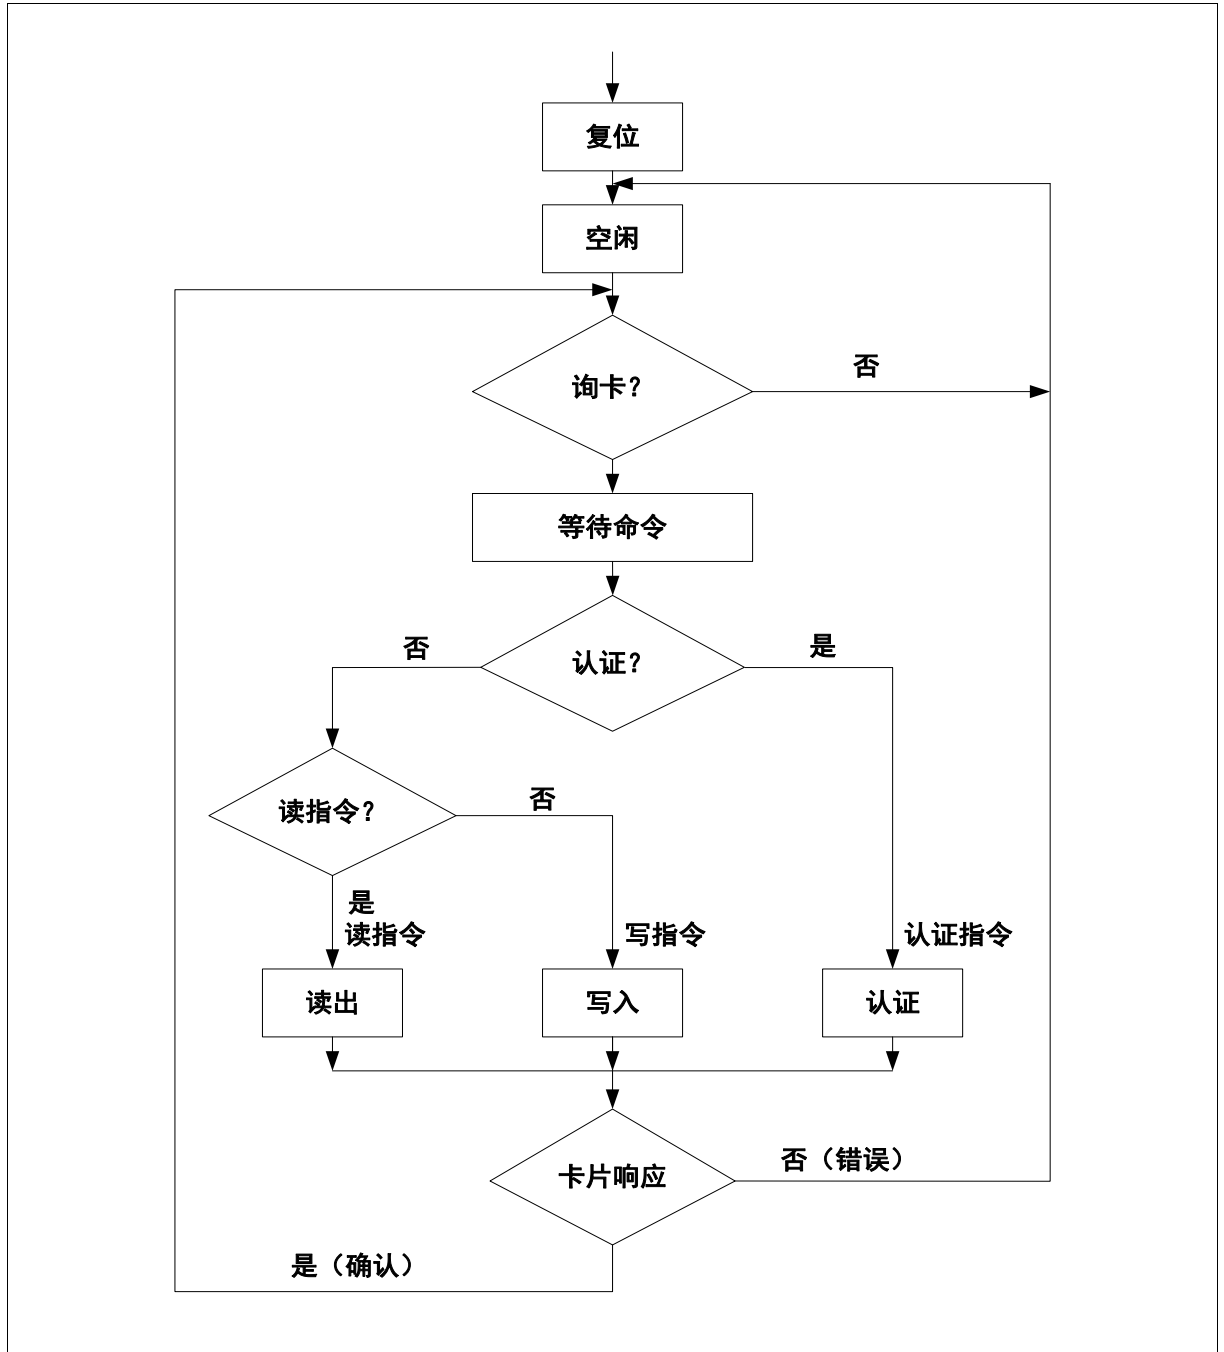 复位
空闲
询卡？
否
等待命令
认证？
否
是
读指令？
否
是
读指令
写指令
认证指令
读出
写入
认证
卡片响应
否（错误）
是（确认）